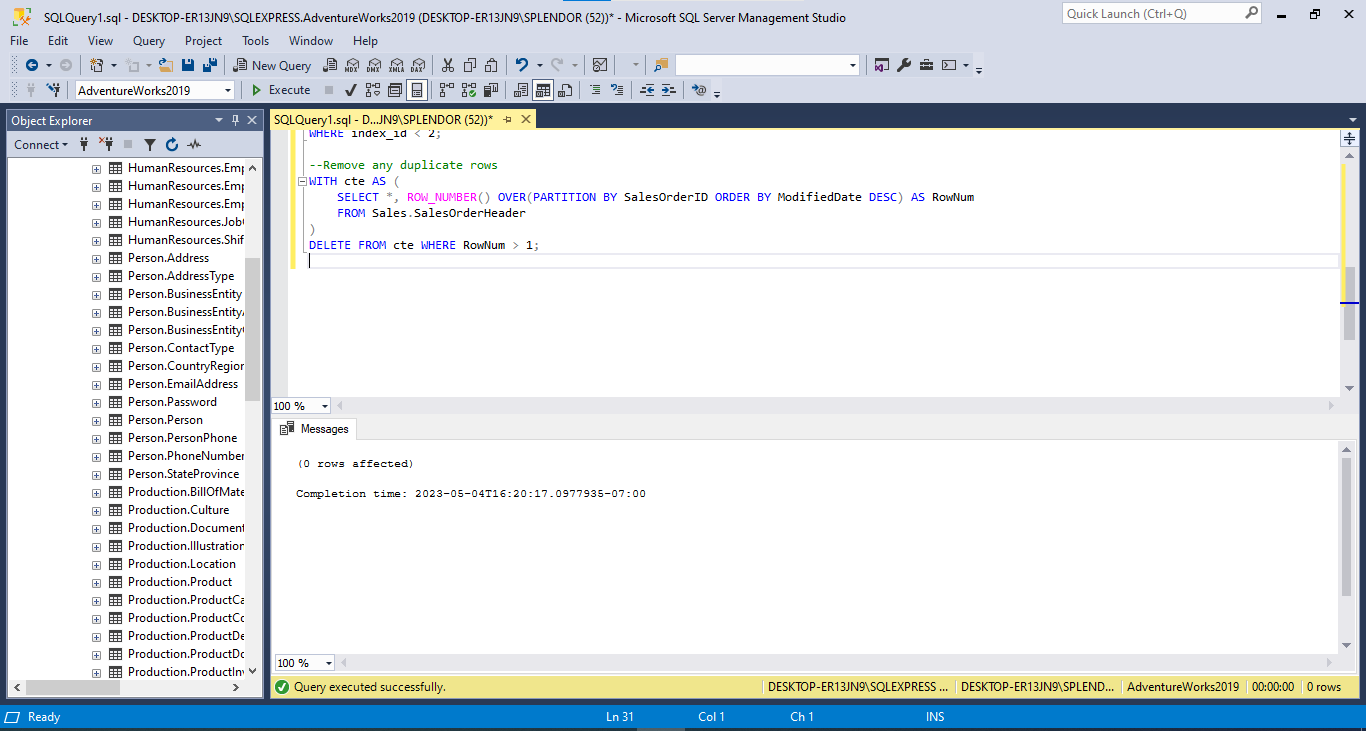 SQLQuery1.sql - DESKTOP-ER13JN9\SQLEXPRESS.AdventureWorks2019 (DESKTOP-ER13JN9\SPLENDOR (52))* - Microsoft SQL Server Management Studio
Quick Launch (Ctrl+Q)
File Edit View Query Project Tools Window Help
New Query MDX DMX XMLA DAX
AdventureWorks2019 Execute
Object Explorer
Connect
HumanResources.Emp
HumanResources.Emp
HumanResources.Emp
HumanResources.Job
HumanResources.Shif
Person.Address
Person.AddressType
Person.BusinessEntity
Person.BusinessEntity
Person.BusinessEntity
Person.ContactType
Person.CountryRegion
Person.EmailAddress
Person.Password
Person.Person
Person.PersonPhone
Person.PhoneNumber
Person.StateProvince
Production.BillOfMate
Production.Culture
Production.Document
Production.Illustration
Production.Location
Production.Product
Production.ProductCa
Production.ProductCo
Production.ProductDe
Production.ProductDo
Production.ProductInv
SQLQuery1.sql - D...JN9\SPLENDOR (52))*
WHERE index_id < 2;
--Remove any duplicate rows
WITH cte AS (
SELECT *, ROW_NUMBER() OVER(PARTITION BY SalesOrderID ORDER BY ModifiedDate DESC) AS RowNum
FROM Sales.SalesOrderHeader
)
DELETE FROM cte WHERE RowNum > 1;
100 %
Messages
(0 rows affected)
Completion time: 2023-05-04T16:20:17.0977935-07:00
100 %
Query executed successfully. DESKTOP-ER13JN9\SQLEXPRESS ... DESKTOP-ER13JN9\SPLEND... AdventureWorks2019 00:00:00 0 rows
Ready Ln 31 Col 1 Ch 1 INS